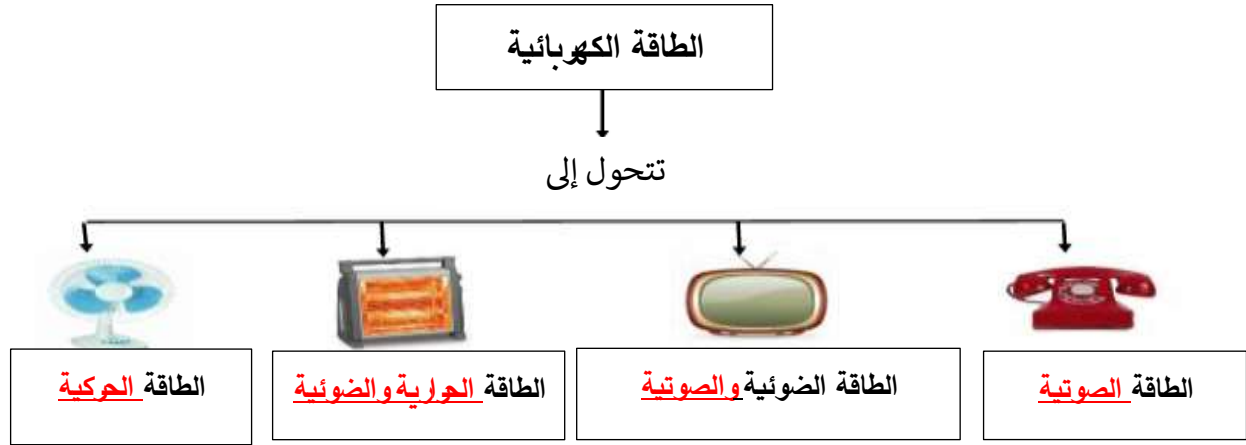 الطاقة الكهربائية
تتحول إلى
الطاقة الصوتية
الطاقة الضوئية والصوتية
الطاقة الحرارية والضوئية
الطاقة الحركية